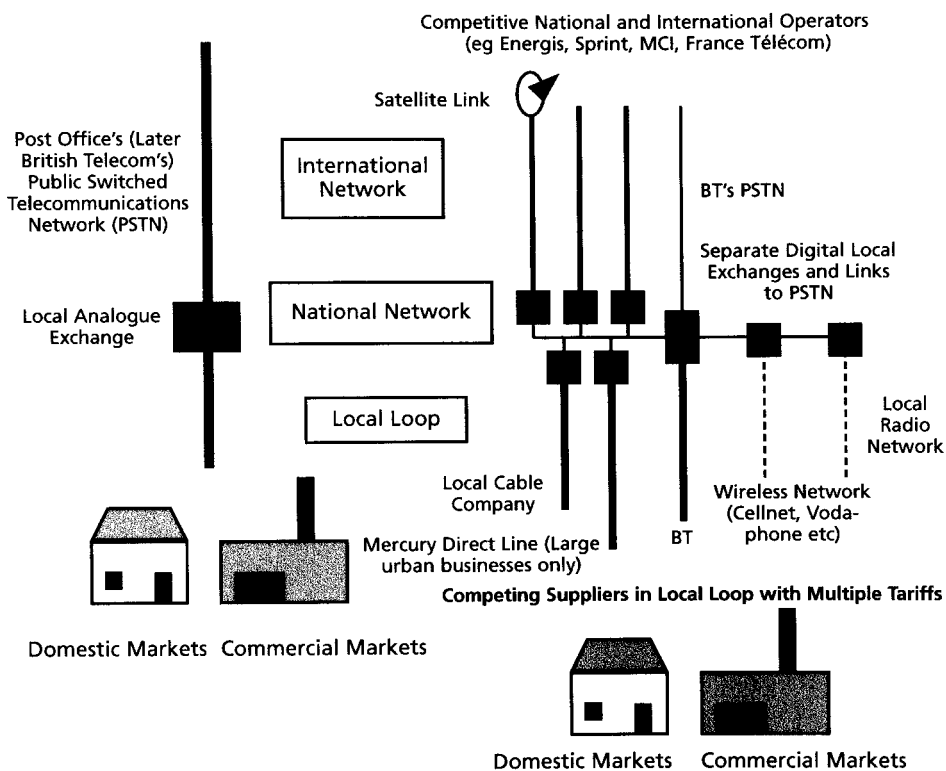 Competitive National and International Operators
(eg Energis, Sprint, MCI, France Télécom)
Satellite Link
Post Office's (Later
British Telecom's)
Public Switched
Telecommunications
Network (PSTN)
International
Network
BT's PSTN
Separate Digital Local
Exchanges and Links
to PSTN
Local Analogue
Exchange
National Network
Local Loop
Local
Radio
Network
Local Cable
Company
Wireless Network
(Cellnet, Voda-
phone etc)
Mercury Direct Line (Large
urban businesses only)
BT
Competing Suppliers in Local Loop with Multiple Tariffs
Domestic Markets
Commercial Markets
Domestic Markets
Commercial Markets